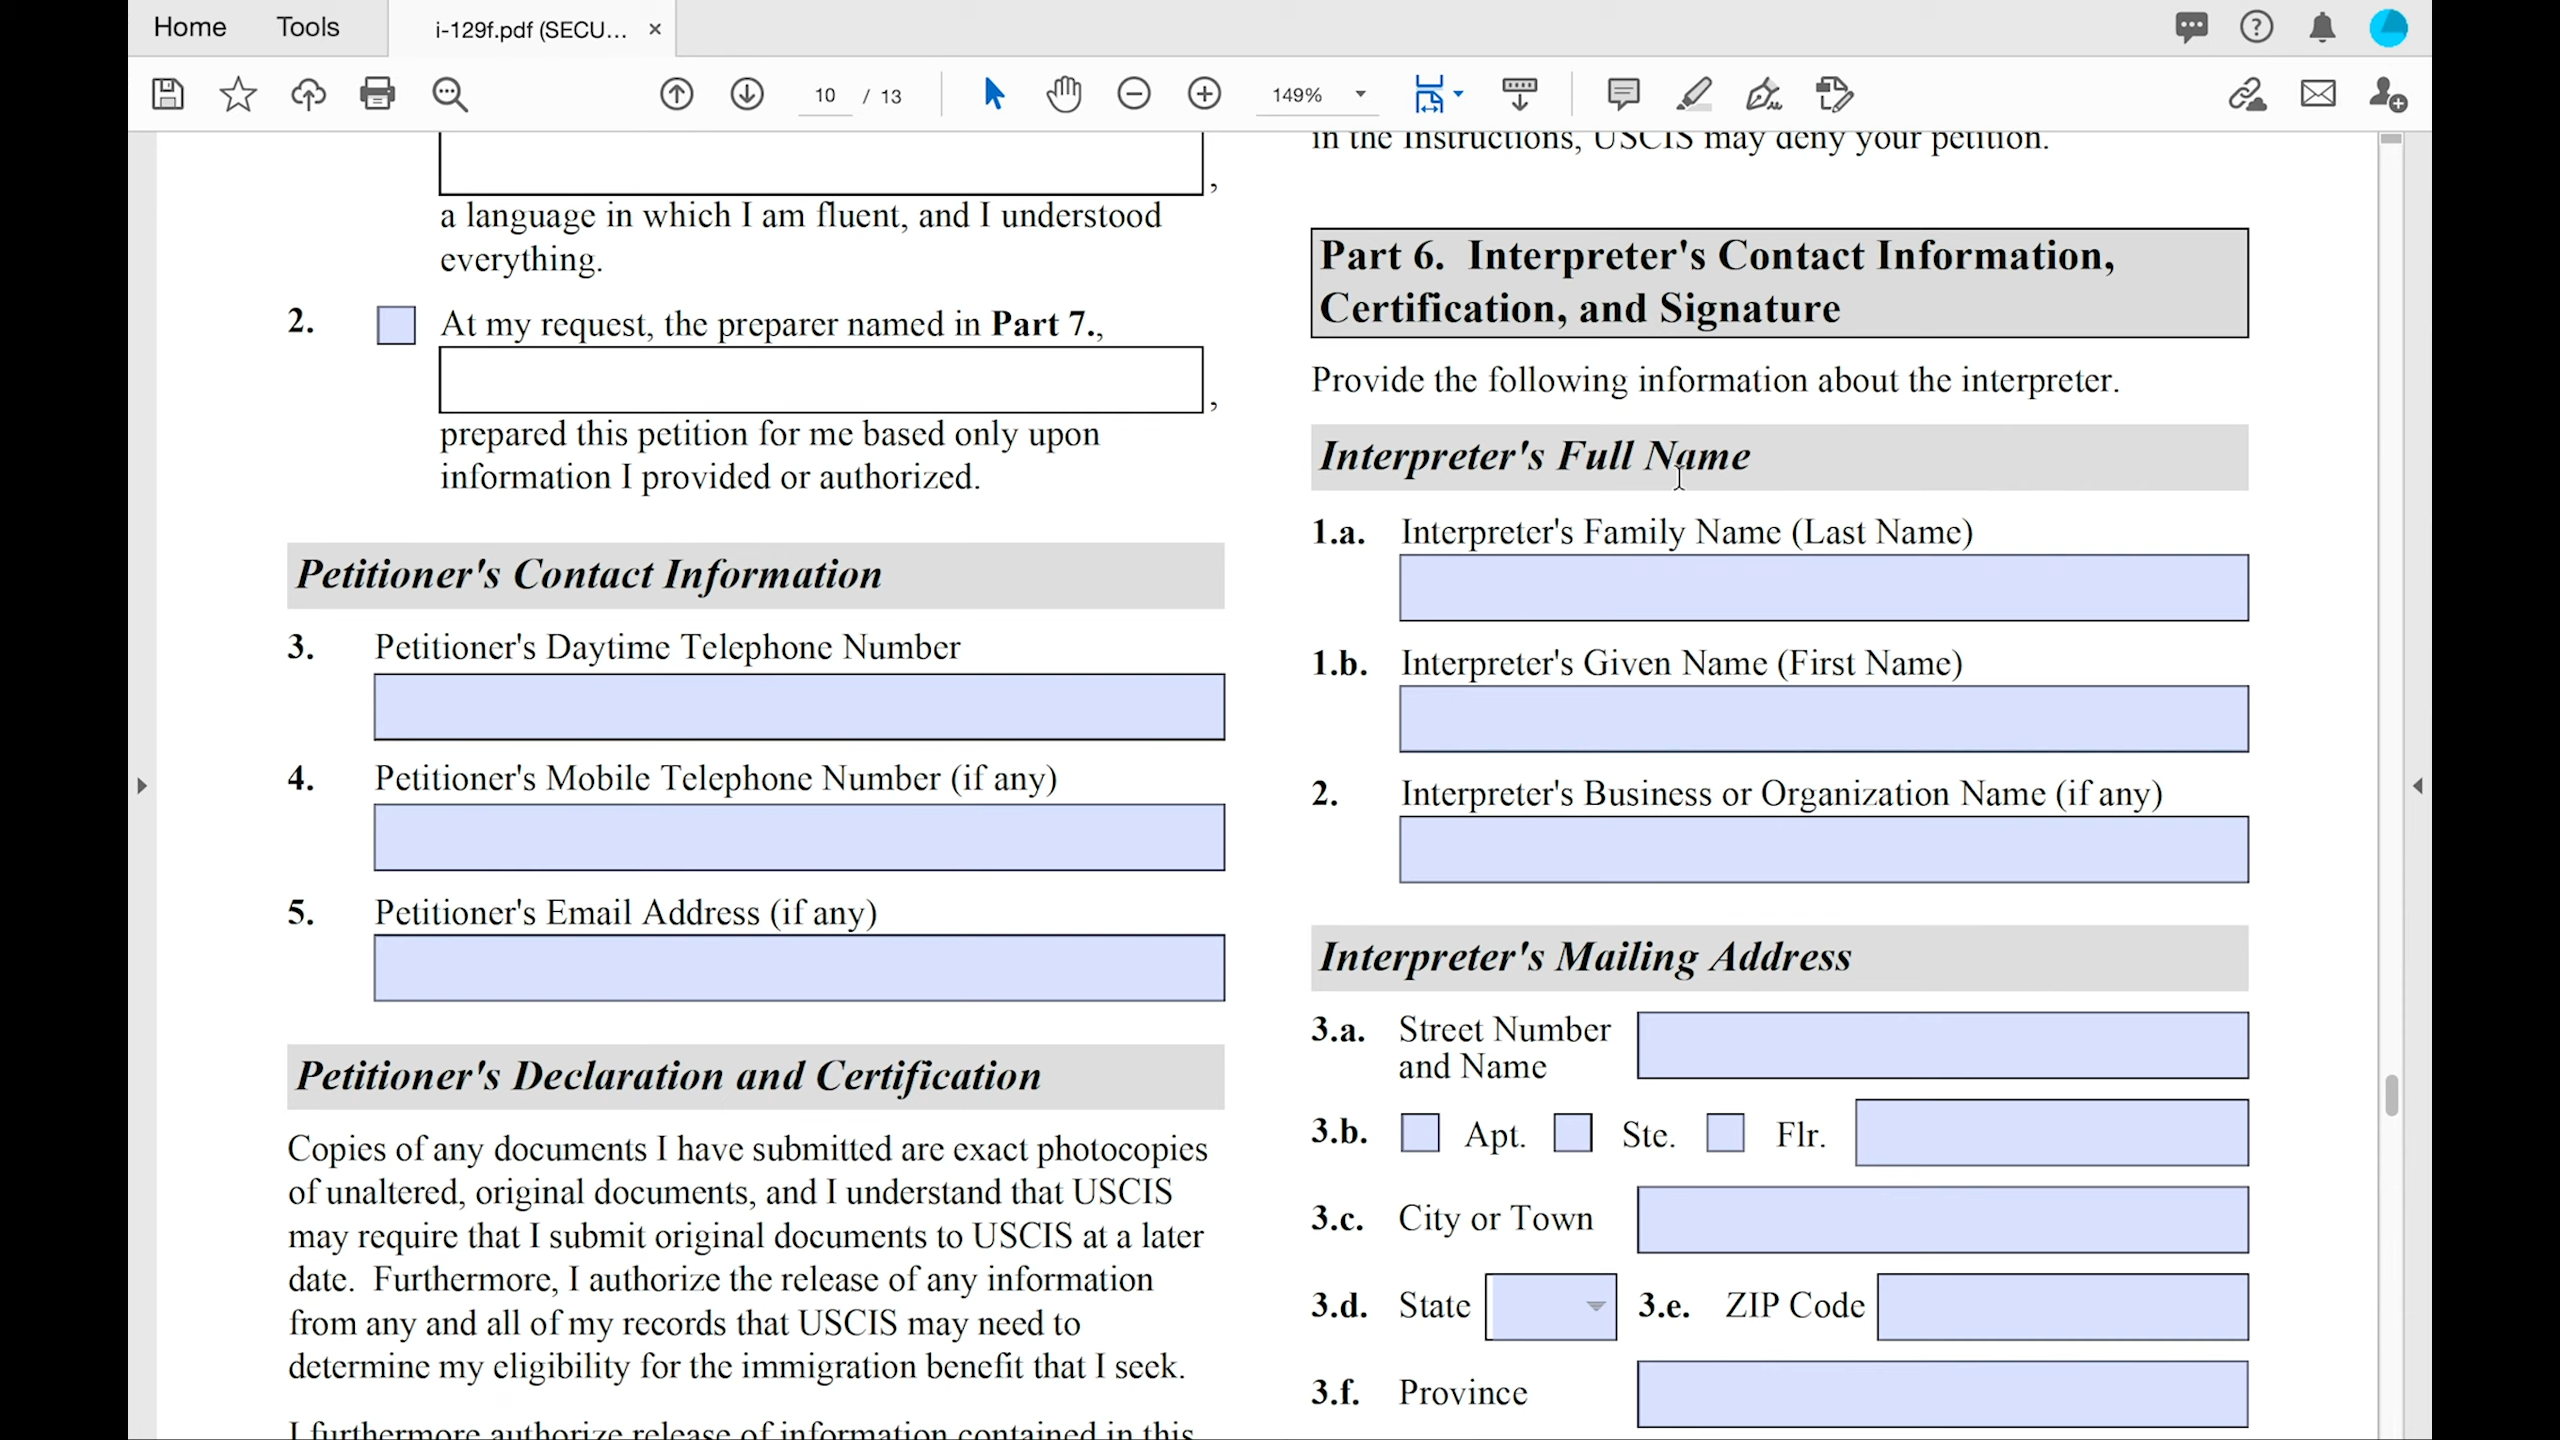 Home
Tools
i-129f.pdf (SECU...
10 / 13
149%
,
a language in which I am fluent, and I understood
everything.
2. At my request, the preparer named in Part 7.,
,
prepared this petition for me based only upon
information I provided or authorized.
Petitioner's Contact Information
3. Petitioner's Daytime Telephone Number
4. Petitioner's Mobile Telephone Number (if any)
5. Petitioner's Email Address (if any)
Petitioner's Declaration and Certification
Copies of any documents I have submitted are exact photocopies
of unaltered, original documents, and I understand that USCIS
may require that I submit original documents to USCIS at a later
date. Furthermore, I authorize the release of any information
from any and all of my records that USCIS may need to
determine my eligibility for the immigration benefit that I seek.
I furthermore authorize release of information contained in this
in the Instructions, USCIS may deny your petition.
Part 6. Interpreter's Contact Information,
Certification, and Signature
Provide the following information about the interpreter.
Interpreter's Full Name
1.a. Interpreter's Family Name (Last Name)
1.b. Interpreter's Given Name (First Name)
2. Interpreter's Business or Organization Name (if any)
Interpreter's Mailing Address
3.a. Street Number
and Name
3.b. Apt. Ste. Flr.
3.c. City or Town
3.d. State 3.e. ZIP Code
3.f. Province